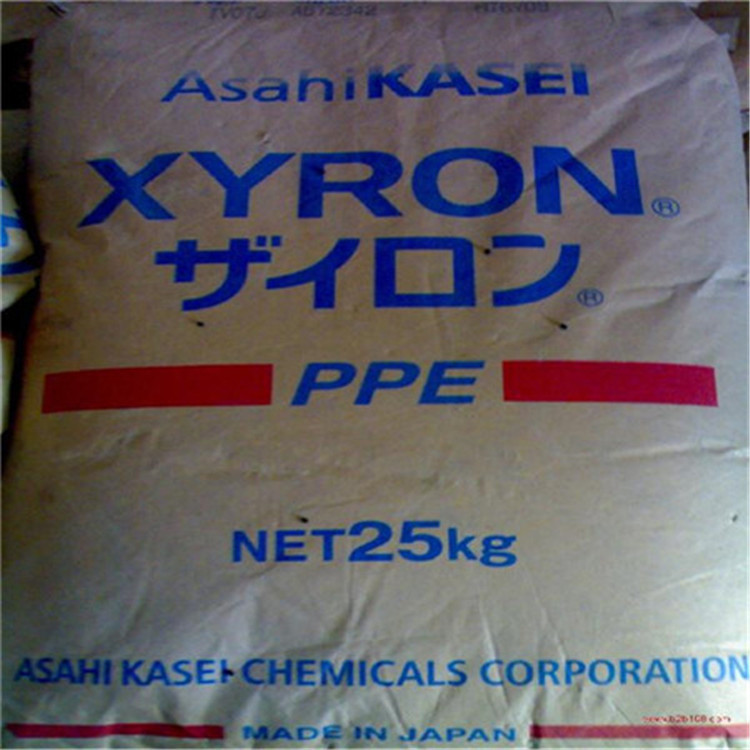 AsahiKASEI
XYRON®
ザイロン®
PPE
NET25kg
ASAHI KASEI CHEMICALS CORPORATION
MADE IN JAPAN